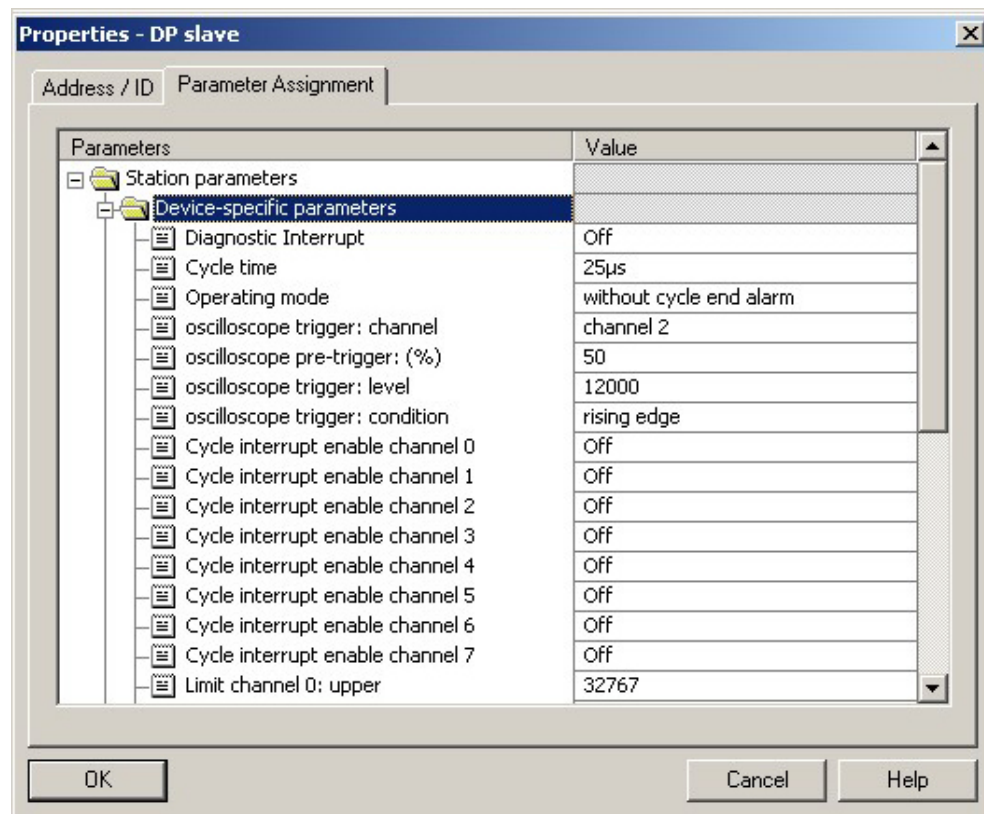 Properties - DP slave
Address / ID Parameter Assignment
Parameters Value
Station parameters
Device-specific parameters
Diagnostic Interrupt Off
Cycle time 25µs
Operating mode without cycle end alarm
oscilloscope trigger: channel channel 2
oscilloscope pre-trigger: (%) 50
oscilloscope trigger: level 12000
oscilloscope trigger: condition rising edge
Cycle interrupt enable channel 0 Off
Cycle interrupt enable channel 1 Off
Cycle interrupt enable channel 2 Off
Cycle interrupt enable channel 3 Off
Cycle interrupt enable channel 4 Off
Cycle interrupt enable channel 5 Off
Cycle interrupt enable channel 6 Off
Cycle interrupt enable channel 7 Off
Limit channel 0: upper 32767
OK Cancel Help